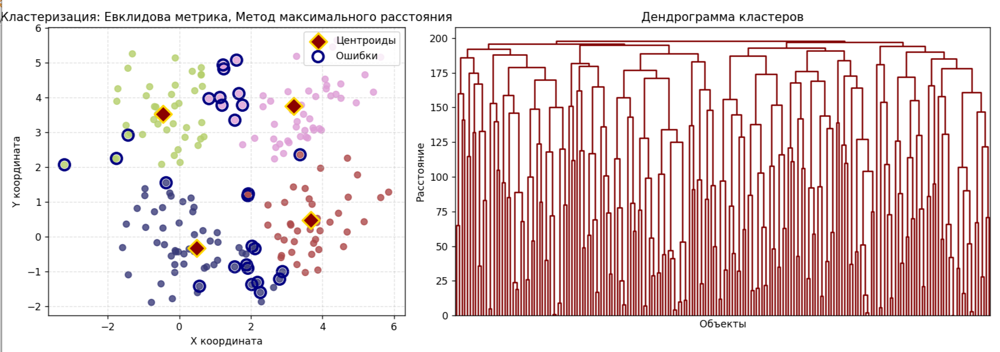 Кластеризация: Евклидова метрика, Метод максимального расстояния
Центроиды
Ошибки
6
5
4
3
2
1
0
−1
−2
Y координата
−2
0
2
4
6
X координата
Дендрограмма кластеров
200
175
150
125
100
75
50
25
0
Расстояние
Объекты